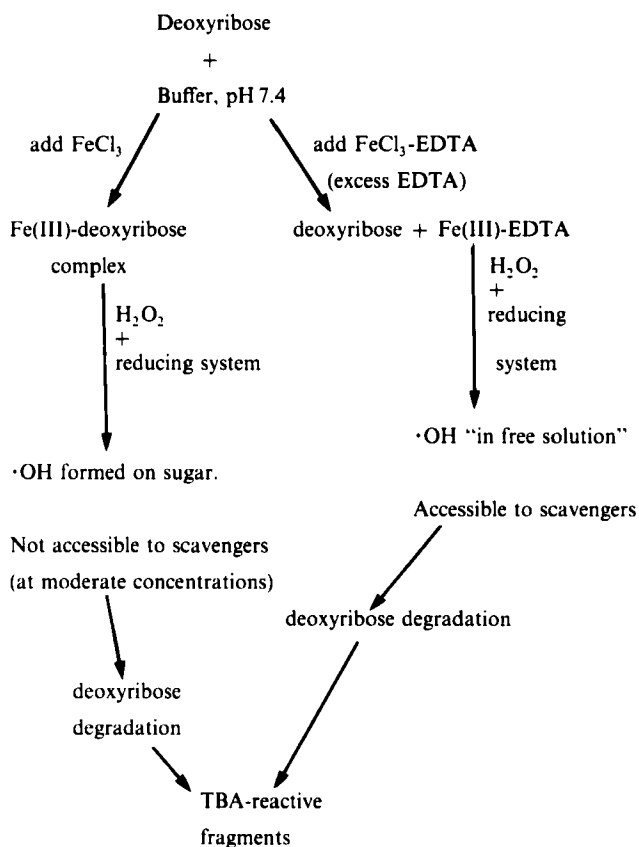 Deoxyribose
+
Buffer, pH 7.4
add FeCl₃
Fe(III)-deoxyribose
complex
H₂O₂
+
reducing system
·OH formed on sugar.
Not accessible to scavengers
(at moderate concentrations)
deoxyribose
degradation
add FeCl₃-EDTA
(excess EDTA)
deoxyribose + Fe(III)-EDTA
H₂O₂
+
reducing
system
·OH “in free solution”
Accessible to scavengers
deoxyribose degradation
TBA-reactive
fragments